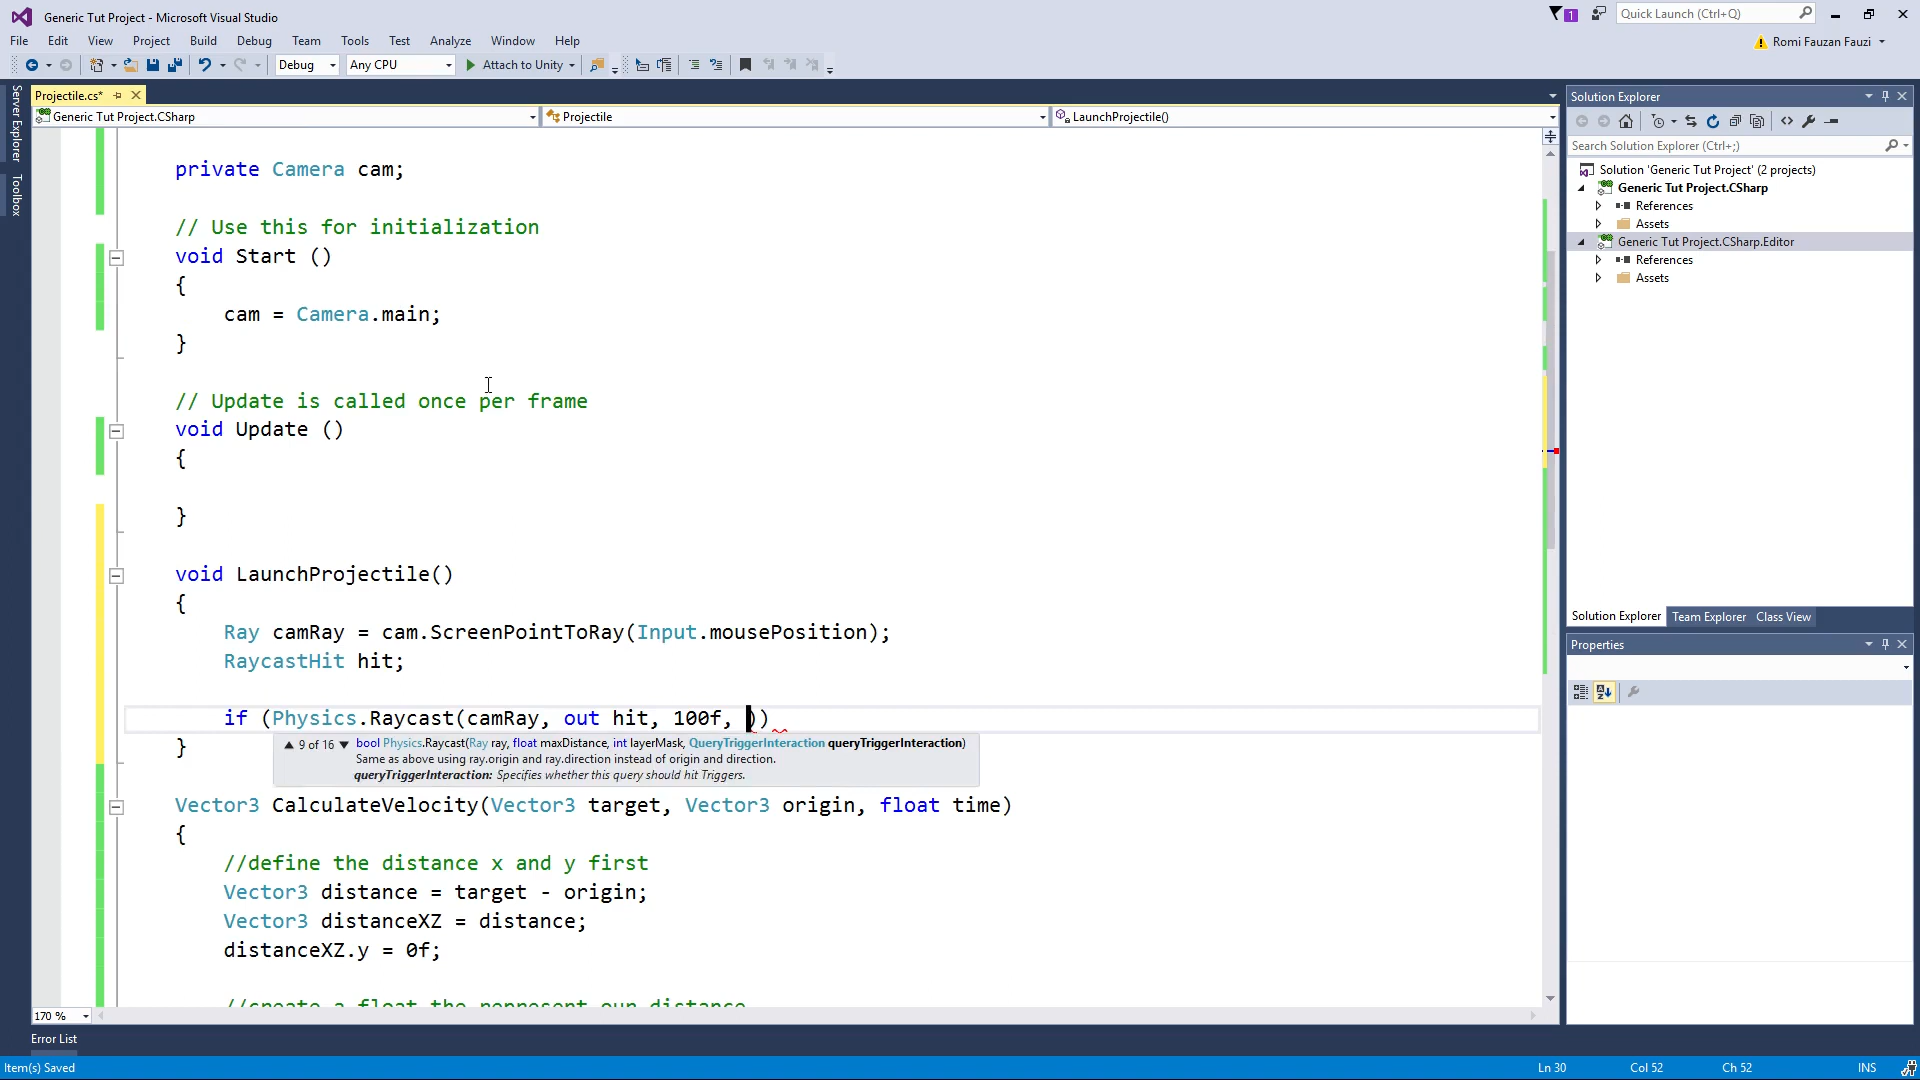 Generic Tut Project - Microsoft Visual Studio
1
Quick Launch (Ctrl+Q)
File Edit View Project Build Debug Team Tools Test Analyze Window Help
Romi Fauzan Fauzi
Debug Any CPU Attach to Unity
Server Explorer
Toolbox
Projectile.cs*
Generic Tut Project.CSharp Projectile LaunchProjectile()
private Camera cam;
// Use this for initialization
void Start ()
{
cam = Camera.main;
}
// Update is called once per frame
void Update ()
{
}
void LaunchProjectile()
{
Ray camRay = cam.ScreenPointToRay(Input.mousePosition);
RaycastHit hit;
if (Physics.Raycast(camRay, out hit, 100f, ))
}
▲ 9 of 16 ▼ bool Physics.Raycast(Ray ray, float maxDistance, int layerMask, QueryTriggerInteraction queryTriggerInteraction)
Same as above using ray.origin and ray.direction instead of origin and direction.
queryTriggerInteraction: Specifies whether this query should hit Triggers.
Vector3 CalculateVelocity(Vector3 target, Vector3 origin, float time)
{
//define the distance x and y first
Vector3 distance = target - origin;
Vector3 distanceXZ = distance;
distanceXZ.y = 0f;
//create a float the represent our distance
170 %
Solution Explorer
Search Solution Explorer (Ctrl+;)
Solution 'Generic Tut Project' (2 projects)
Generic Tut Project.CSharp
References
Assets
Generic Tut Project.CSharp.Editor
References
Assets
Solution Explorer Team Explorer Class View
Properties
Error List
Item(s) Saved Ln 30 Col 52 Ch 52 INS